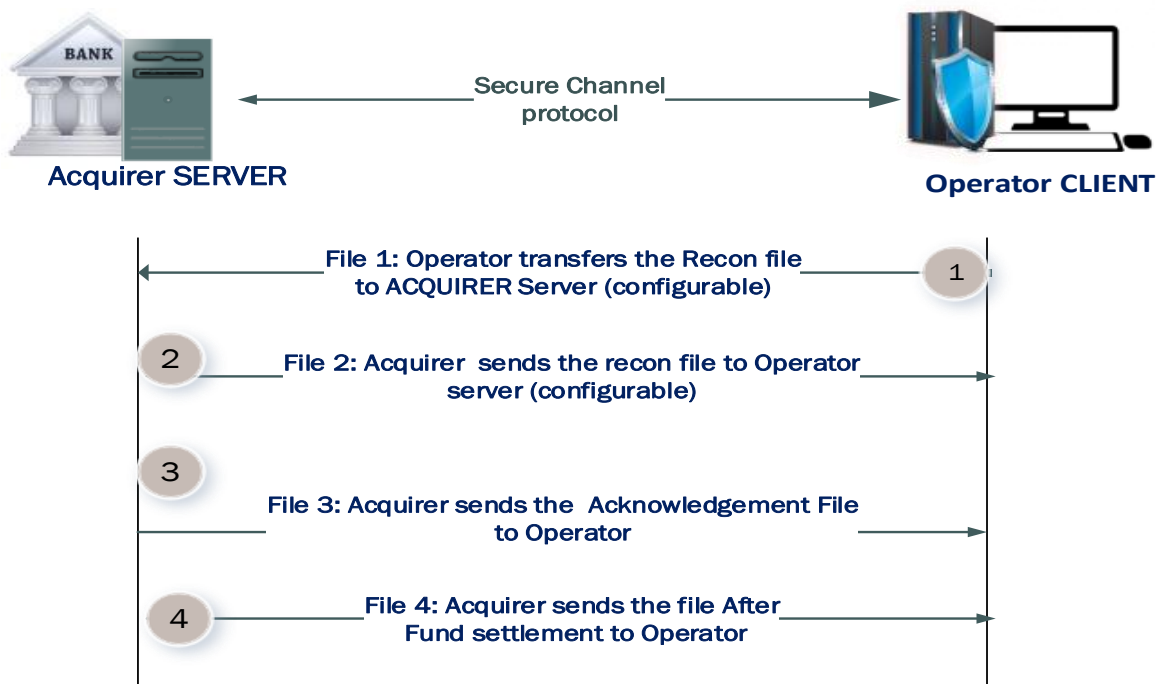 BANK
Secure Channel
protocol
Acquirer SERVER
Operator CLIENT
File 1: Operator transfers the Recon file
to ACQUIRER Server (configurable)
1
2
File 2: Acquirer sends the recon file to Operator
server (configurable)
3
File 3: Acquirer sends the Acknowledgement File
to Operator
4
File 4: Acquirer sends the file After
Fund settlement to Operator